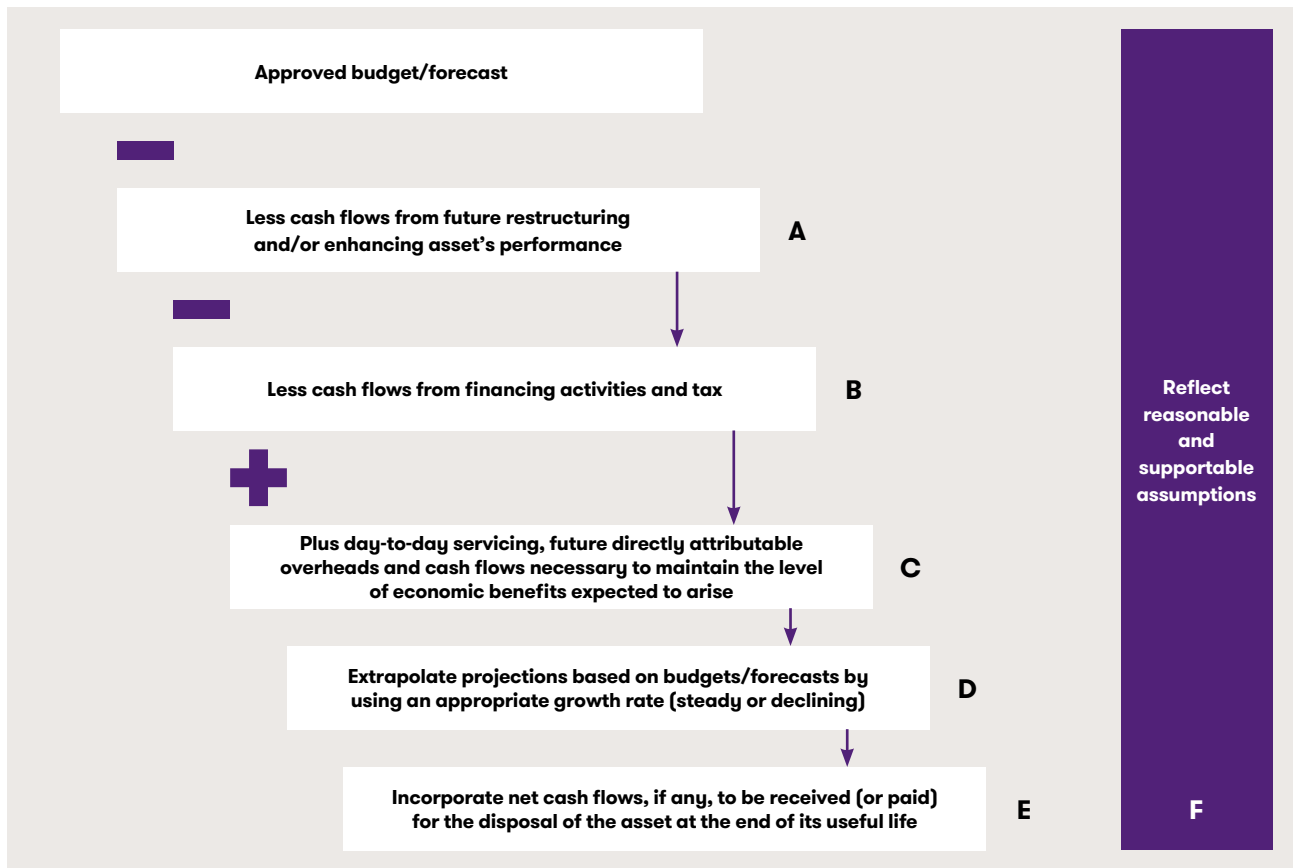 Approved budget/forecast
Less cash flows from future restructuring
and/or enhancing asset's performance
A
Less cash flows from financing activities and tax
B
Plus day-to-day servicing, future directly attributable
overheads and cash flows necessary to maintain the level
of economic benefits expected to arise
C
Extrapolate projections based on budgets/forecasts by
using an appropriate growth rate (steady or declining)
D
Incorporate net cash flows, if any, to be received (or paid)
for the disposal of the asset at the end of its useful life
E
Reflect
reasonable
and
supportable
assumptions
F